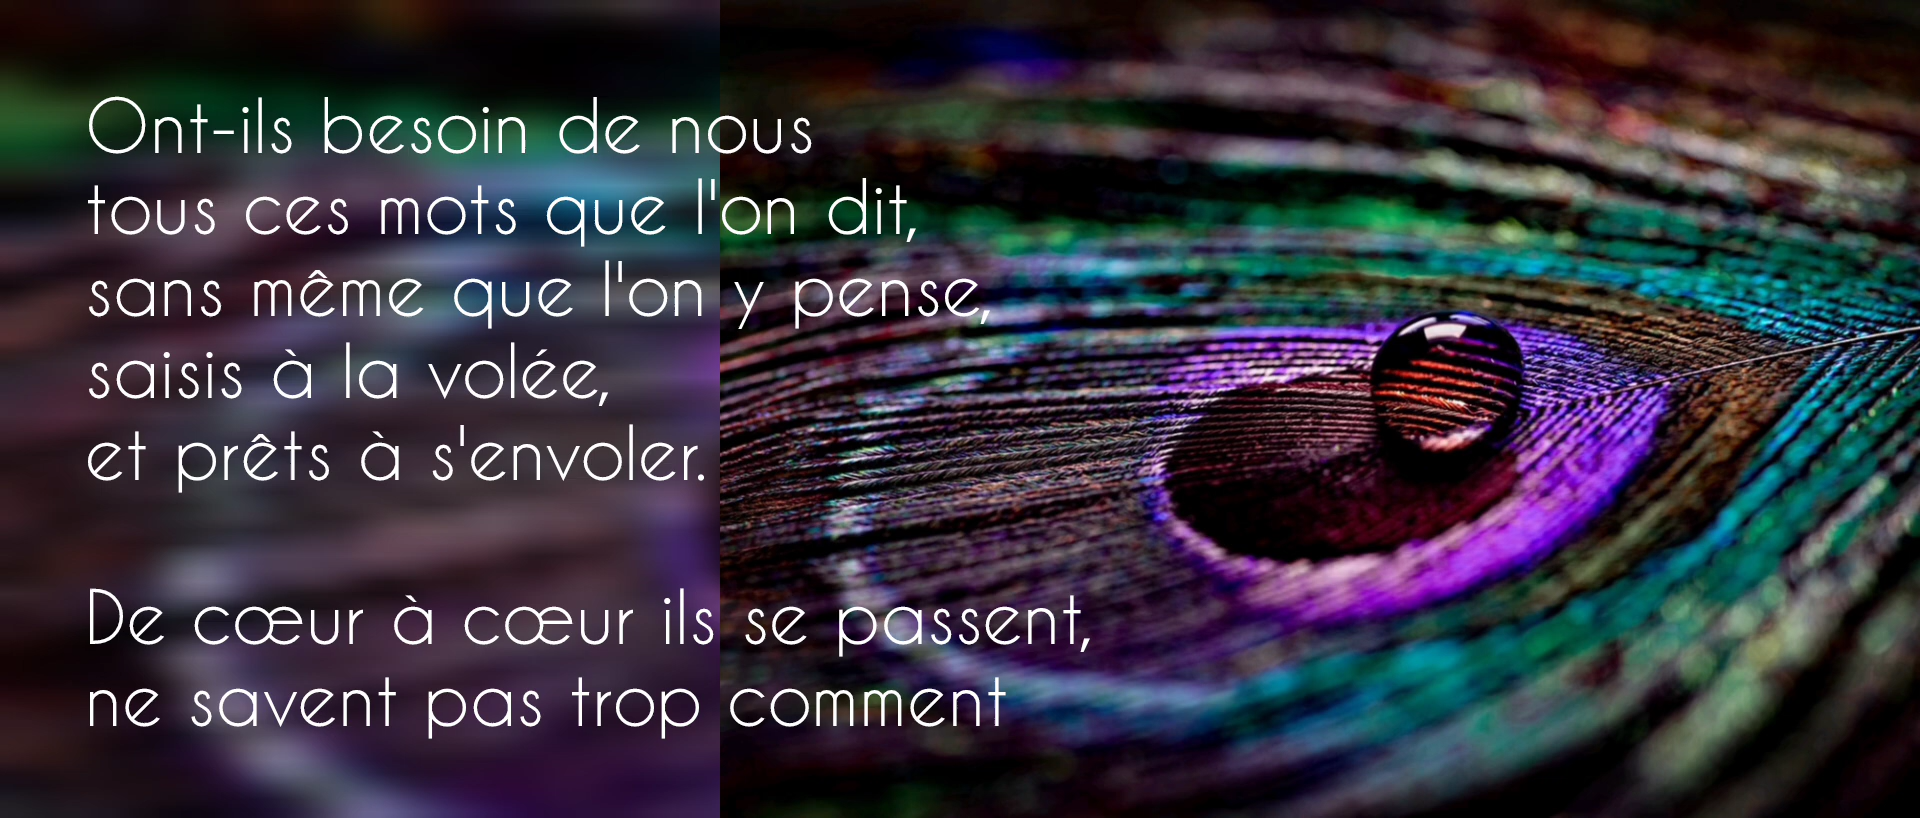 Ont-ils besoin de nous
tous ces mots que l'on dit,
sans même que l'on y pense,
saisis à la volée,
et prêts à s'envoler.
De cœur à cœur ils se passent,
ne savent pas trop comment